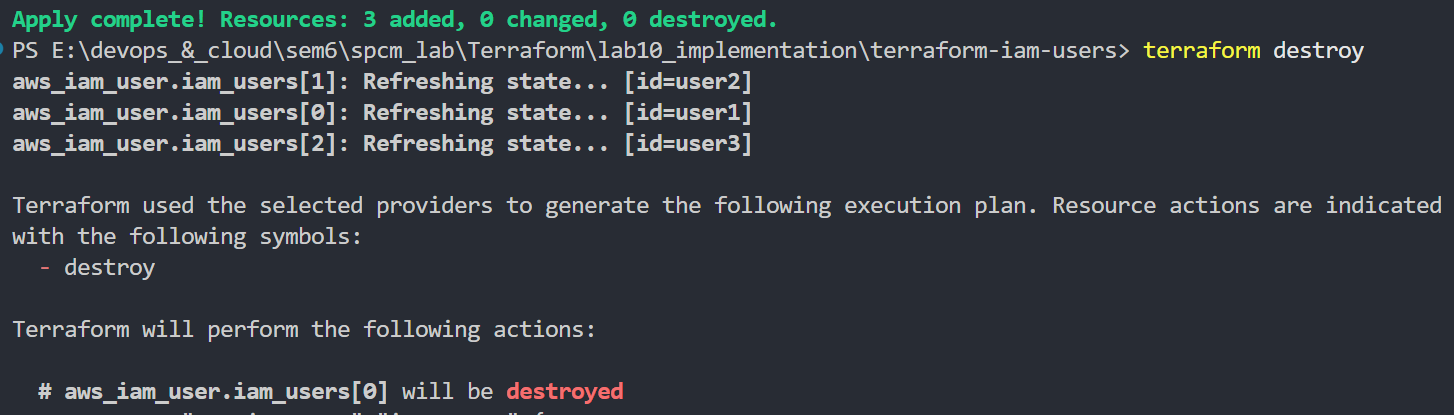 Apply complete! Resources: 3 added, 0 changed, 0 destroyed.
PS E:\devops_&_cloud\sem6\spcm_lab\Terraform\lab10_implementation\terraform-iam-users> terraform destroy
aws_iam_user.iam_users[1]: Refreshing state... [id=user2]
aws_iam_user.iam_users[0]: Refreshing state... [id=user1]
aws_iam_user.iam_users[2]: Refreshing state... [id=user3]
Terraform used the selected providers to generate the following execution plan. Resource actions are indicated
with the following symbols:
- destroy
Terraform will perform the following actions:
# aws_iam_user.iam_users[0] will be destroyed